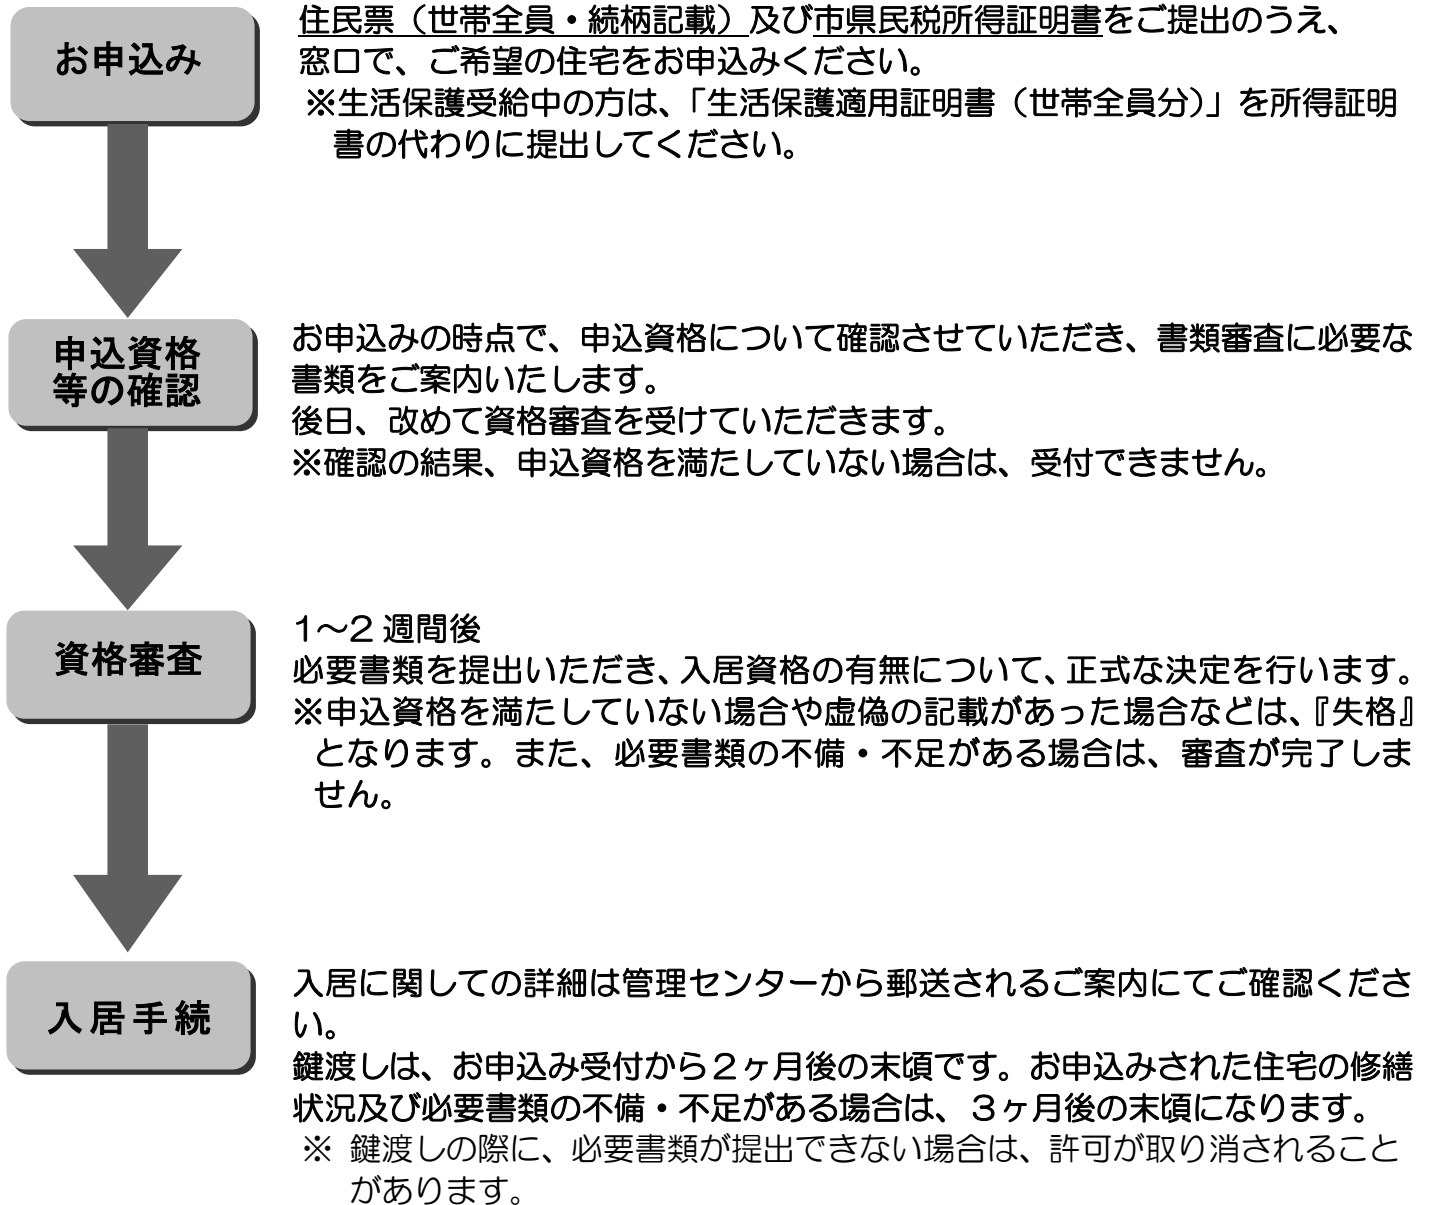 お申込み
住民票（世帯全員・続柄記載）及び市県民税所得証明書をご提出のうえ、
窓口で、ご希望の住宅をお申込みください。
※生活保護受給中の方は、「生活保護適用証明書（世帯全員分）」を所得証明
書の代わりに提出してください。
申込資格
等の確認
お申込みの時点で、申込資格について確認させていただき、書類審査に必要な
書類をご案内いたします。
後日、改めて資格審査を受けていただきます。
※確認の結果、申込資格を満たしていない場合は、受付できません。
資格審査
1～2 週間後
必要書類を提出いただき、入居資格の有無について、正式な決定を行います。
※申込資格を満たしていない場合や虚偽の記載があった場合などは、『失格』
となります。また、必要書類の不備・不足がある場合は、審査が完了しま
せん。
入居手続
入居に関しての詳細は管理センターから郵送されるご案内にてご確認くださ
い。
鍵渡しは、お申込み受付から２ヶ月後の末頃です。お申込みされた住宅の修繕
状況及び必要書類の不備・不足がある場合は、３ヶ月後の末頃になります。
※ 鍵渡しの際に、必要書類が提出できない場合は、許可が取り消されること
があります。